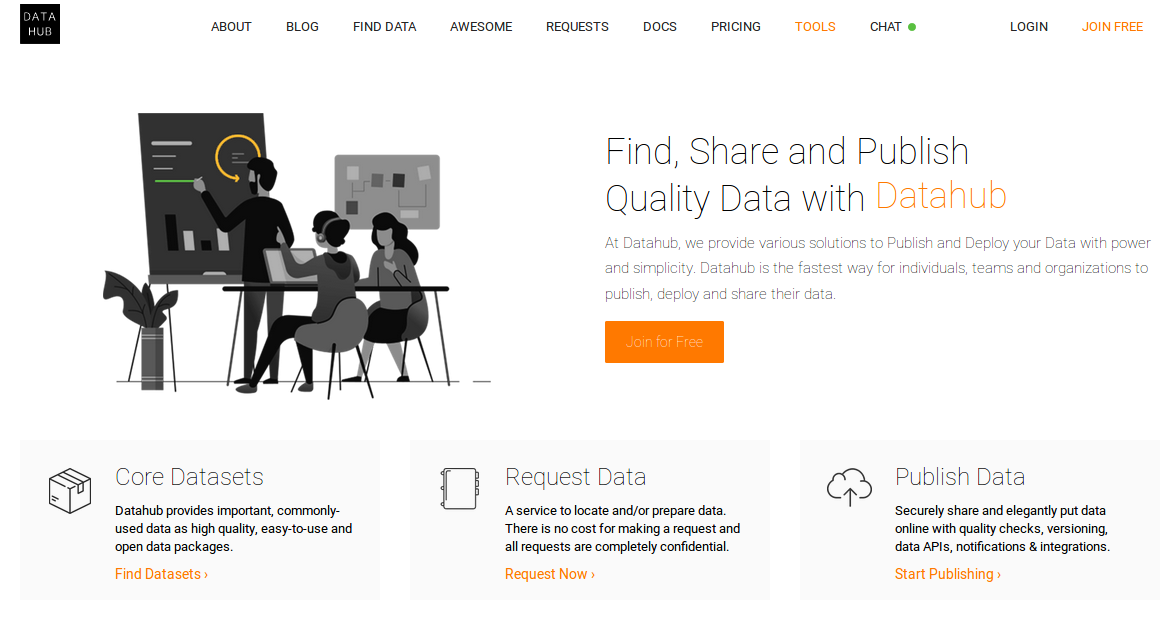 DATA
HUB
ABOUT BLOG FIND DATA AWESOME REQUESTS DOCS PRICING TOOLS CHAT LOGIN JOIN FREE
Find, Share and Publish
Quality Data with Datahub
At Datahub, we provide various solutions to Publish and Deploy your Data with power
and simplicity. Datahub is the fastest way for individuals, teams and organizations to
publish, deploy and share their data.
Join for Free
Core Datasets
Datahub provides important, commonly-
used data as high quality, easy-to-use and
open data packages.
Find Datasets ›
Request Data
A service to locate and/or prepare data.
There is no cost for making a request and
all requests are completely confidential.
Request Now ›
Publish Data
Securely share and elegantly put data
online with quality checks, versioning,
data APIs, notifications & integrations.
Start Publishing ›